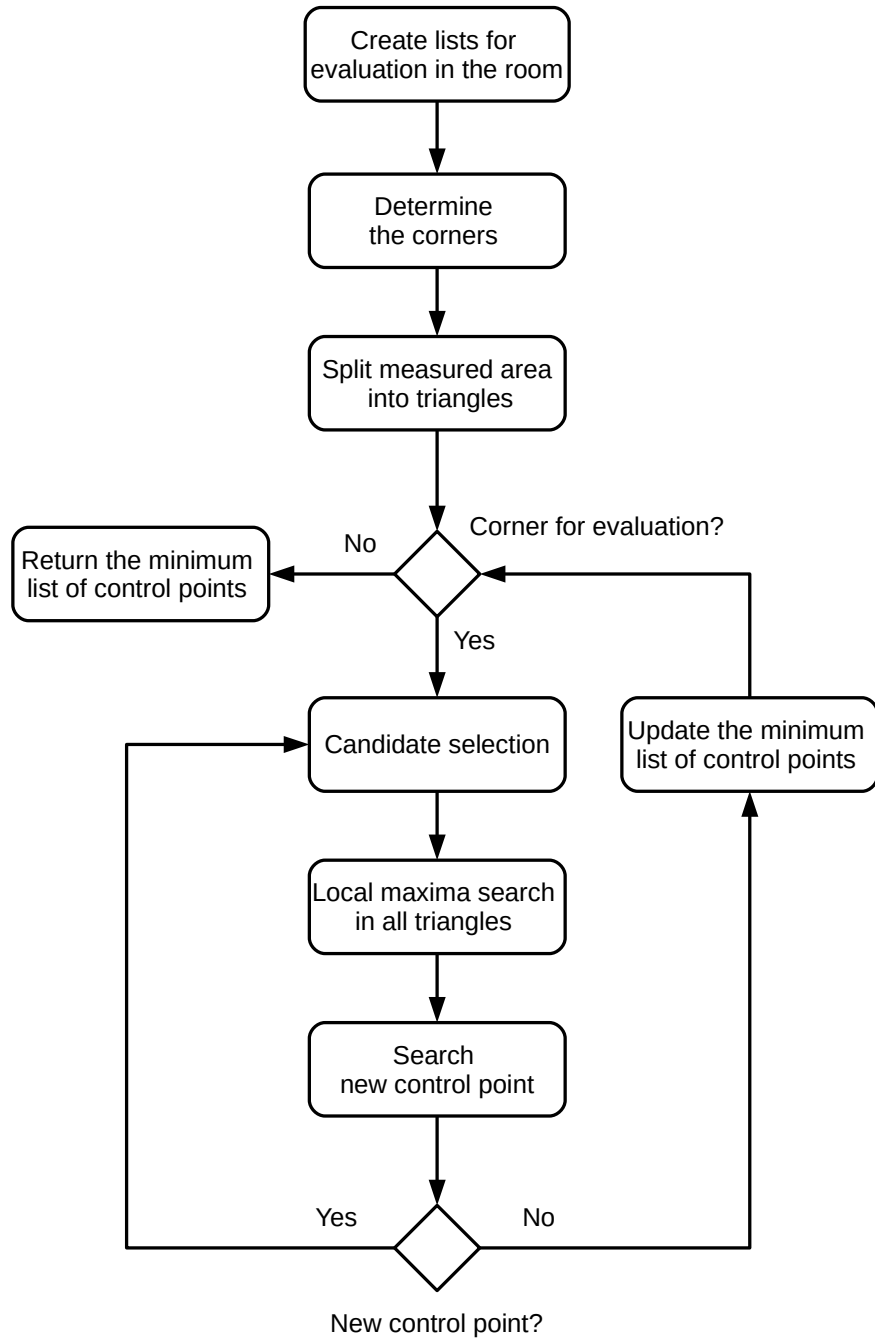 Create lists for
evaluation in the room
Determine
the corners
Split measured area
into triangles
Corner for evaluation?
No
Return the minimum
list of control points
Yes
Candidate selection
Update the minimum
list of control points
Local maxima search
in all triangles
Search
new control point
Yes
No
New control point?